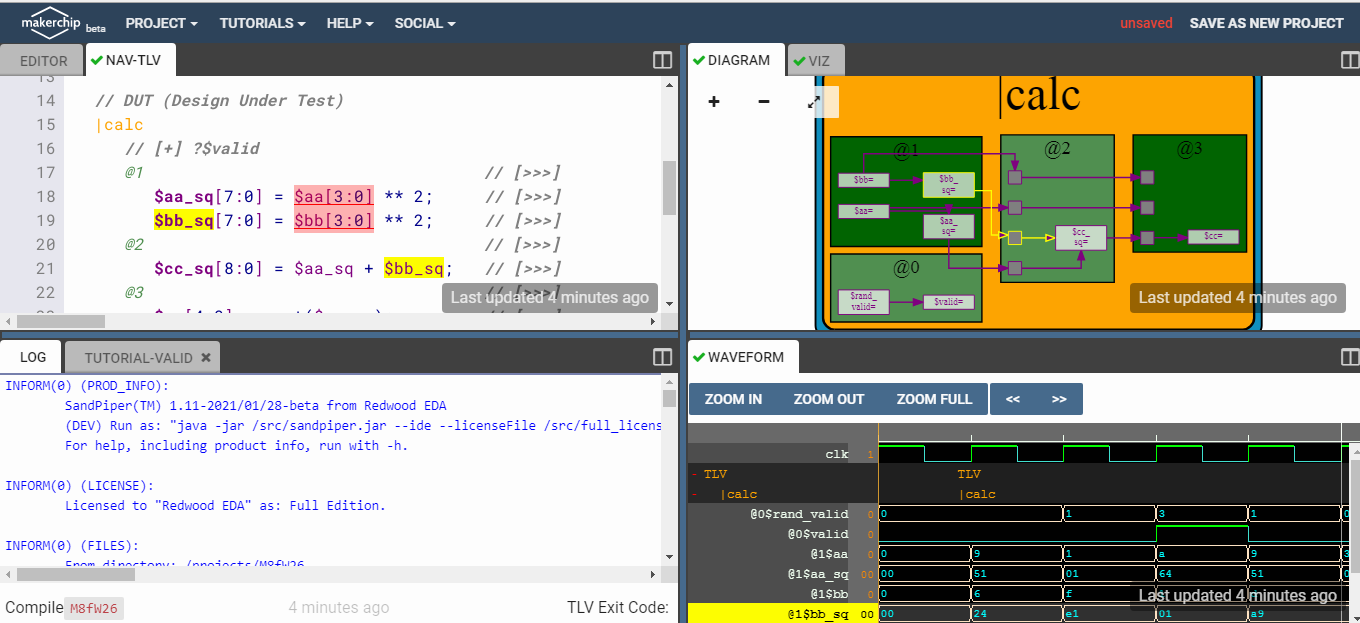 makerchip beta PROJECT TUTORIALS HELP SOCIAL unsaved SAVE AS NEW PROJECT
EDITOR NAV-TLV
13
14 // DUT (Design Under Test)
15 |calc
16 // [+] ?$valid
17 @1 // [>>>]
18 $aa_sq[7:0] = $aa[3:0] ** 2; // [>>>]
19 $bb_sq[7:0] = $bb[3:0] ** 2; // [>>>]
20 @2 // [>>>]
21 $cc_sq[8:0] = $aa_sq + $bb_sq; // [>>>]
22 @3 // [>>>]
Last updated 4 minutes ago
DIAGRAM VIZ
+ −
|calc
@1 @2 @3
$bb= $bb_
sq=
$aa= $aa_
sq=
$cc_
sq=
$cc=
@0
$rand_
valid=
$valid=
Last updated 4 minutes ago
LOG TUTORIAL-VALID ×
INFORM(0) (PROD_INFO):
SandPiper(TM) 1.11-2021/01/28-beta from Redwood EDA
(DEV) Run as: "java -jar /src/sandpiper.jar --ide --licenseFile /src/full_licens
For help, including product info, run with -h.
INFORM(0) (LICENSE):
Licensed to "Redwood EDA" as: Full Edition.
INFORM(0) (FILES):
From directory: /projects/M8fW26
Compile M8fW26 4 minutes ago TLV Exit Code:
WAVEFORM
ZOOM IN ZOOM OUT ZOOM FULL << >>
clk 1
- TLV TLV
- |calc |calc
@0$rand_valid 0 0 1 3 1 0
@0$valid 0
@1$aa 0 0 9 1 a 9 3
@1$aa_sq 00 00 51 01 64 51 0
@1$bb 0 0 6 f
Last updated 4 minutes ago
@1$bb_sq 00 00 24 e1 01 a9